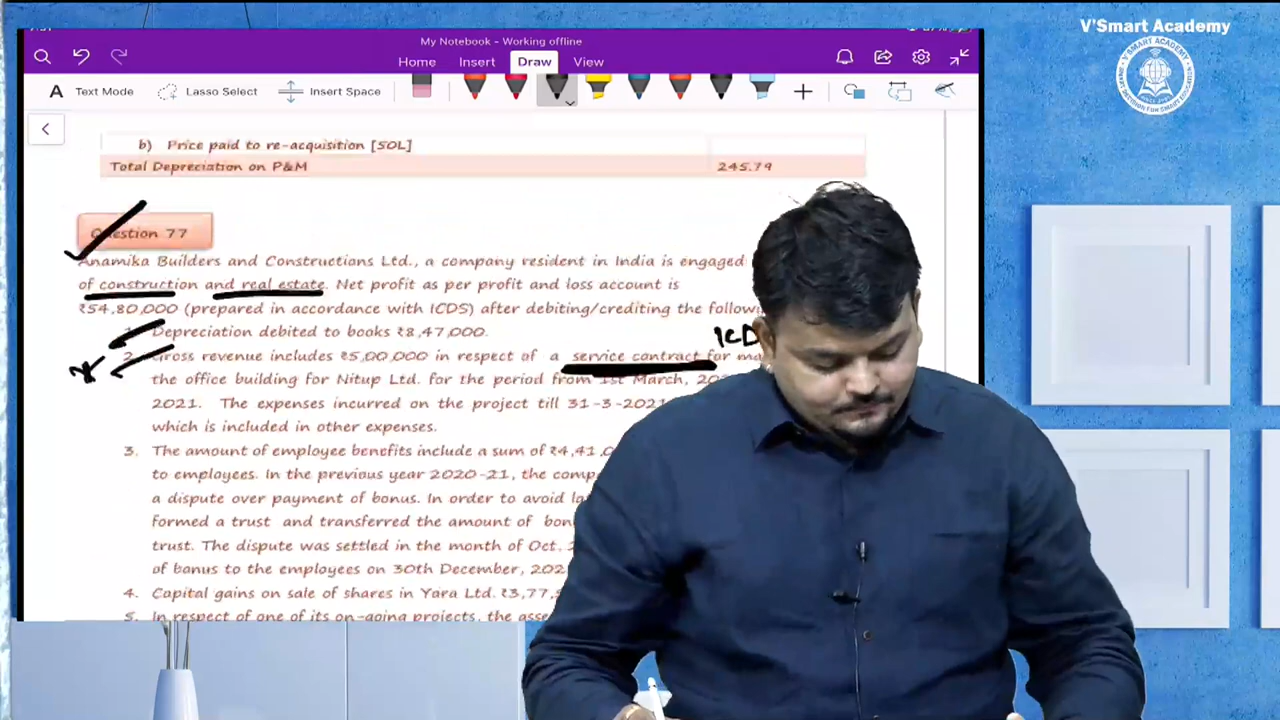 V'Smart Academy
My Notebook - Working offline
Home Insert Draw View
Text Mode Lasso Select Insert Space
b) Price paid to re-acquisition [50L]
Total Depreciation on P&M 245.79
Question 77
Anamika Builders and Constructions Ltd., a company resident in India is engaged
of construction and real estate. Net profit as per profit and loss account is
₹54,80,000 (prepared in accordance with ICDS) after debiting/crediting the
1. Depreciation debited to books ₹8,47,000.
ICD
2. Gross revenue includes ₹5,00,000 in respect of a service contract for
the office building for Nitup Ltd. for the period from 1st March,
2021. The expenses incurred on the project till 31-3-2021
which is included in other expenses.
3. The amount of employee benefits include a sum of ₹4,41,
to employees. In the previous year 2020-21, the
a dispute over payment of bonus. In order to avoid
formed a trust and transferred the amount of
trust. The dispute was settled in the month of Oct.
of bonus to the employees on 30th December,
4. Capital gains on sale of shares in Yara Ltd. ₹3,77,
5. In respect of one of its on-going projects, the